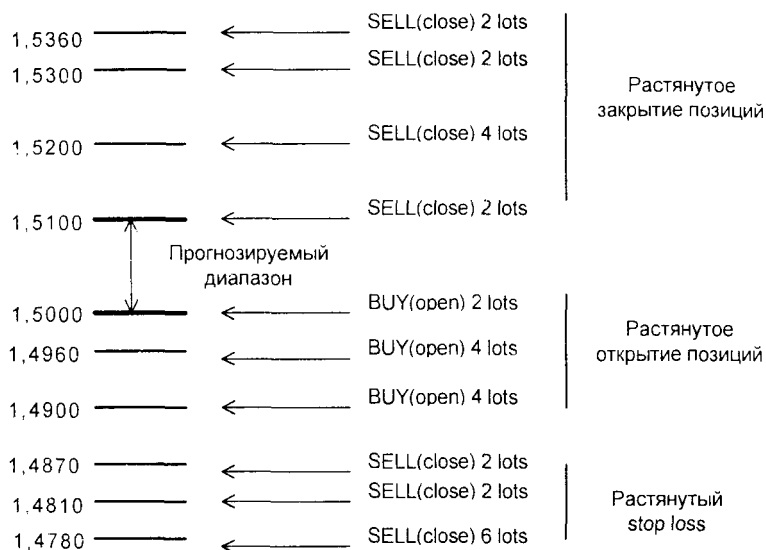 1,5360 SELL(close) 2 lots
1,5300 SELL(close) 2 lots
Растянутое
закрытие позиций
1,5200 SELL(close) 4 lots
1,5100 SELL(close) 2 lots
Прогнозируемый
диапазон
1,5000 BUY(open) 2 lots
1,4960 BUY(open) 4 lots
Растянутое
открытие позиций
1,4900 BUY(open) 4 lots
1,4870 SELL(close) 2 lots
1,4810 SELL(close) 2 lots
Растянутый
stop loss
1,4780 SELL(close) 6 lots